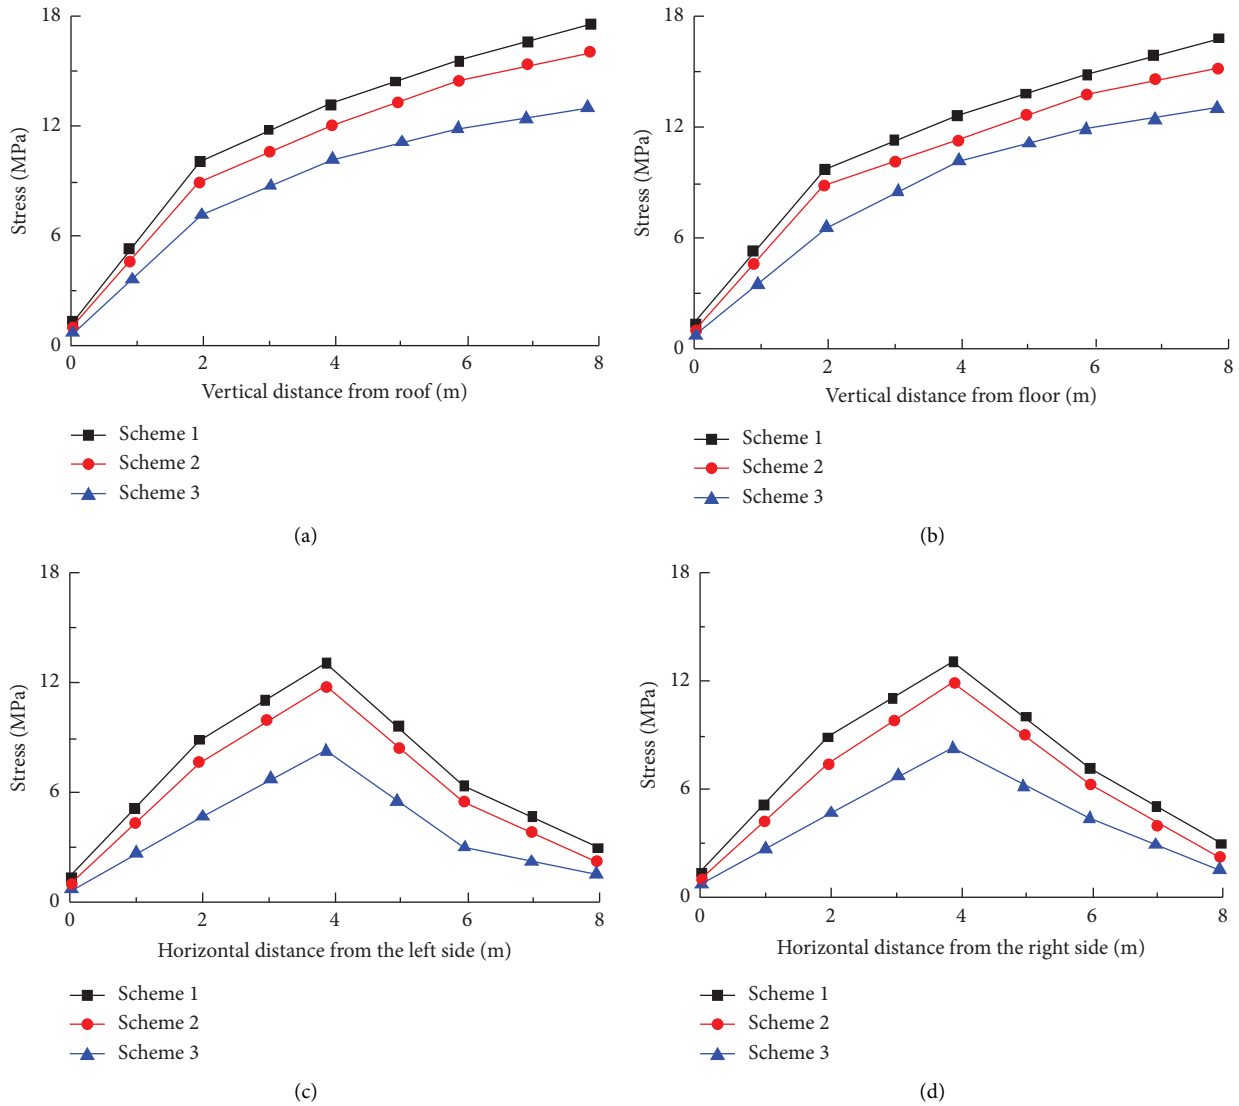 18
12
6
0
Stress (MPa)
0 2 4 6 8
Vertical distance from roof (m)
Scheme 1
Scheme 2
Scheme 3
(a)
18
12
6
0
Stress (MPa)
0 2 4 6 8
Vertical distance from floor (m)
Scheme 1
Scheme 2
Scheme 3
(b)
18
12
6
0
Stress (MPa)
0 2 4 6 8
Horizontal distance from the left side (m)
Scheme 1
Scheme 2
Scheme 3
(c)
18
12
6
0
Stress (MPa)
0 2 4 6 8
Horizontal distance from the right side (m)
Scheme 1
Scheme 2
Scheme 3
(d)